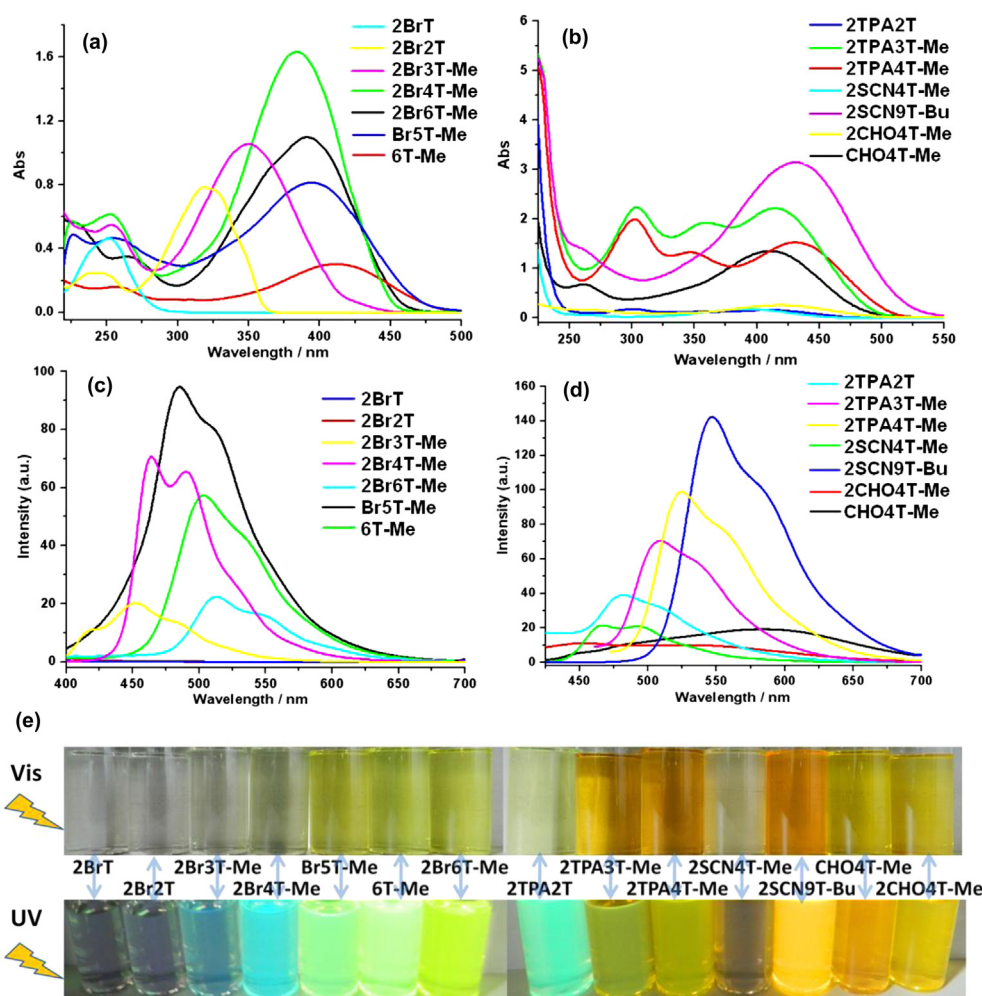 (a)
2BrT
2Br2T
2Br3T-Me
2Br4T-Me
2Br6T-Me
Br5T-Me
6T-Me
Abs
1.6
1.2
0.8
0.4
0.0
250 300 350 400 450 500
Wavelength / nm
(b)
2TPA2T
2TPA3T-Me
2TPA4T-Me
2SCN4T-Me
2SCN9T-Bu
2CHO4T-Me
CHO4T-Me
Abs
6
5
4
3
2
1
0
250 300 350 400 450 500 550
Wavelength / nm
(c)
2BrT
2Br2T
2Br3T-Me
2Br4T-Me
2Br6T-Me
Br5T-Me
6T-Me
Intensity (a.u.)
100
80
60
40
20
0
400 450 500 550 600 650 700
Wavelength / nm
(d)
2TPA2T
2TPA3T-Me
2TPA4T-Me
2SCN4T-Me
2SCN9T-Bu
2CHO4T-Me
CHO4T-Me
Intensity (a.u.)
160
140
120
100
80
60
40
20
0
450 500 550 600 650 700
Wavelength / nm
(e)
Vis
2BrT 2Br3T-Me Br5T-Me 2Br6T-Me 2TPA3T-Me 2SCN4T-Me CHO4T-Me
2Br2T 2Br4T-Me 6T-Me 2TPA2T 2TPA4T-Me 2SCN9T-Bu 2CHO4T-Me
UV